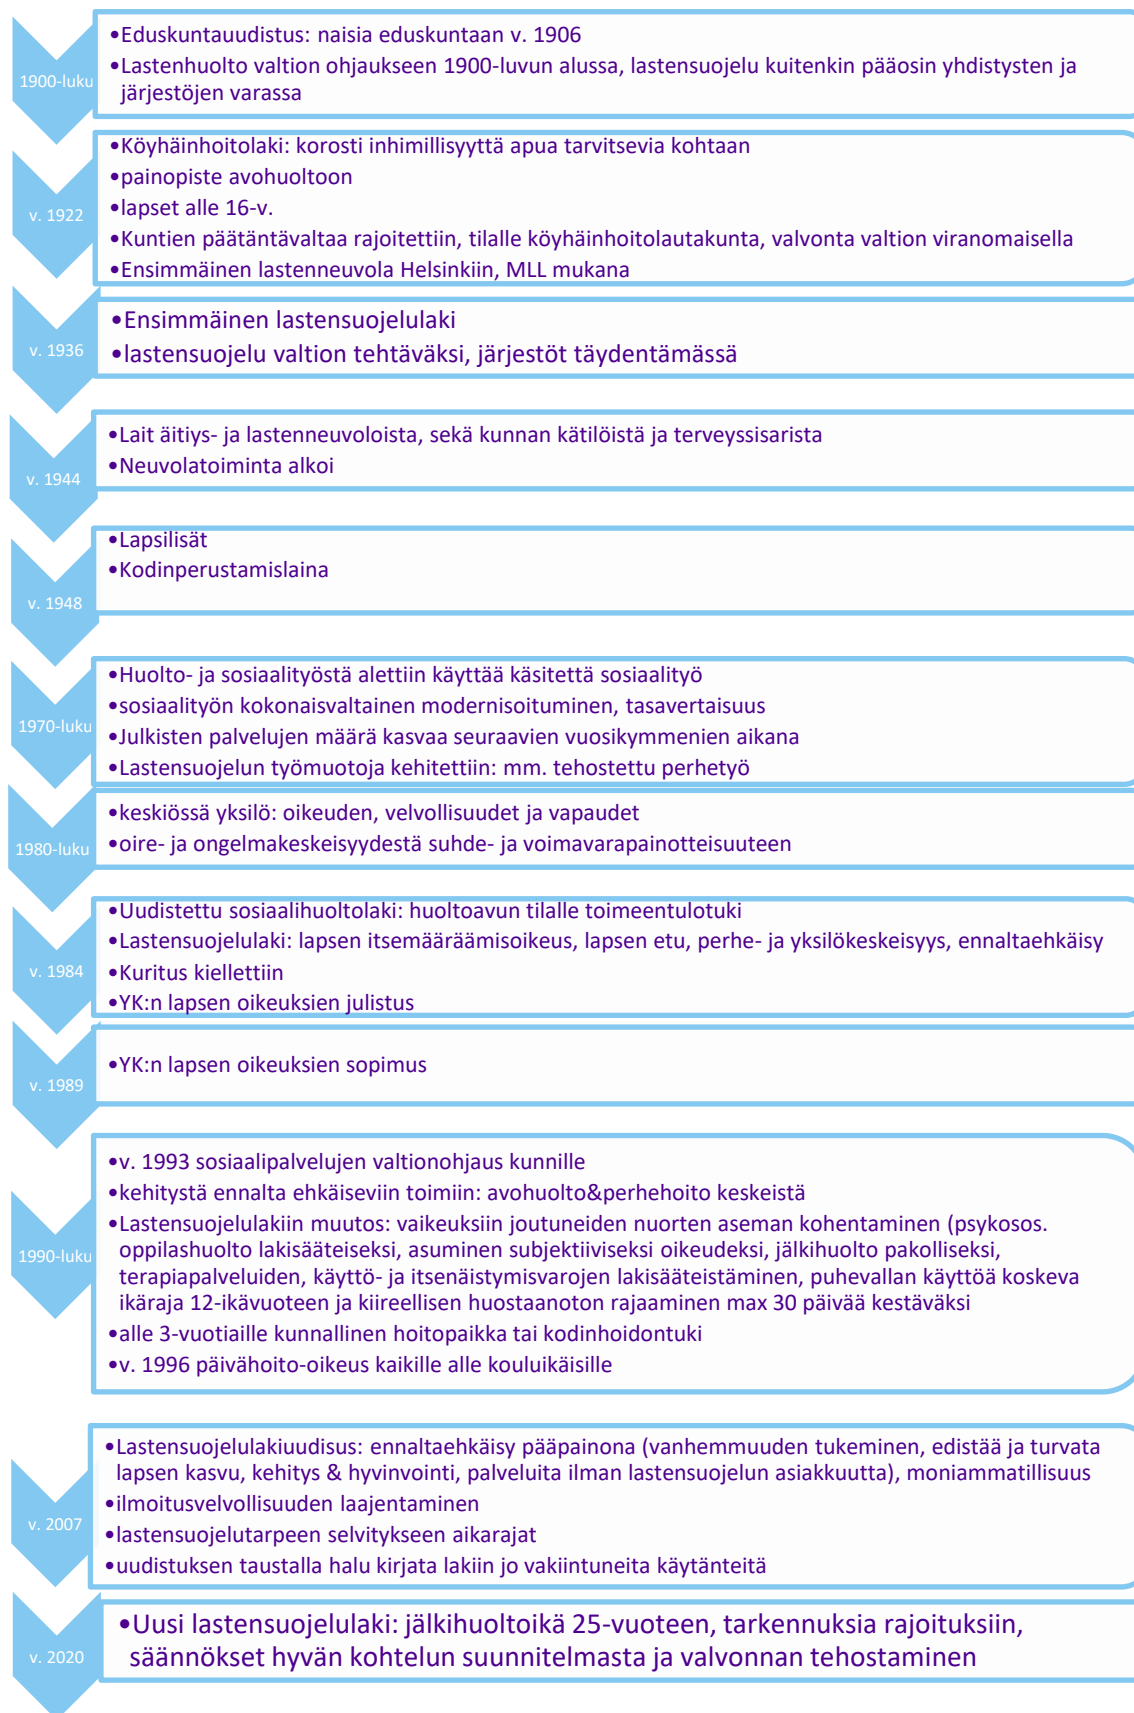 1900-luku
•Eduskuntauudistus: naisia eduskuntaan v. 1906
•Lastenhuolto valtion ohjaukseen 1900-luvun alussa, lastensuojelu kuitenkin pääosin yhdistysten ja
järjestöjen varassa
v. 1922
•Köyhäinhoitolaki: korosti inhimillisyyttä apua tarvitsevia kohtaan
•painopiste avohuoltoon
•lapset alle 16-v.
•Kuntien päätäntävaltaa rajoitettiin, tilalle köyhäinhoitolautakunta, valvonta valtion viranomaisella
•Ensimmäinen lastenneuvola Helsinkiin, MLL mukana
v. 1936
•Ensimmäinen lastensuojelulaki
•lastensuojelu valtion tehtäväksi, järjestöt täydentämässä
v. 1944
•Lait äitiys- ja lastenneuvoloista, sekä kunnan kätilöistä ja terveyssisarista
•Neuvolatoiminta alkoi
v. 1948
•Lapsilisät
•Kodinperustamislaina
1970-luku
•Huolto- ja sosiaalityöstä alettiin käyttää käsitettä sosiaalityö
•sosiaalityön kokonaisvaltainen modernisoituminen, tasavertaisuus
•Julkisten palvelujen määrä kasvaa seuraavien vuosikymmenien aikana
•Lastensuojelun työmuotoja kehitettiin: mm. tehostettu perhetyö
1980-luku
•keskiössä yksilö: oikeuden, velvollisuudet ja vapaudet
•oire- ja ongelmakeskeisyydestä suhde- ja voimavarapainotteisuuteen
v. 1984
•Uudistettu sosiaalihuoltolaki: huoltoavun tilalle toimeentulotuki
•Lastensuojelulaki: lapsen itsemääräämisoikeus, lapsen etu, perhe- ja yksilökeskeisyys, ennaltaehkäisy
•Kuritus kiellettiin
•YK:n lapsen oikeuksien julistus
v. 1989
•YK:n lapsen oikeuksien sopimus
1990-luku
•v. 1993 sosiaalipalvelujen valtionohjaus kunnille
•kehitystä ennalta ehkäiseviin toimiin: avohuolto&perhehoito keskeistä
•Lastensuojelulakiin muutos: vaikeuksiin joutuneiden nuorten aseman kohentaminen (psykosos.
oppilashuolto lakisääteiseksi, asuminen subjektiiviseksi oikeudeksi, jälkihuolto pakolliseksi,
terapiapalveluiden, käyttö- ja itsenäistymisvarojen lakisääteistäminen, puhevallan käyttöä koskeva
ikäraja 12-ikävuoteen ja kiireellisen huostaanoton rajaaminen max 30 päivää kestäväksi
•alle 3-vuotiaille kunnallinen hoitopaikka tai kodinhoidontuki
•v. 1996 päivähoito-oikeus kaikille alle kouluikäisille
v. 2007
•Lastensuojelulakiuudisus: ennaltaehkäisy pääpainona (vanhemmuuden tukeminen, edistää ja turvata
lapsen kasvu, kehitys & hyvinvointi, palveluita ilman lastensuojelun asiakkuutta), moniammatillisuus
•ilmoitusvelvollisuuden laajentaminen
•lastensuojelutarpeen selvitykseen aikarajat
•uudistuksen taustalla halu kirjata lakiin jo vakiintuneita käytänteitä
v. 2020
•Uusi lastensuojelulaki: jälkihuoltoikä 25-vuoteen, tarkennuksia rajoituksiin,
säännökset hyvän kohtelun suunnitelmasta ja valvonnan tehostaminen